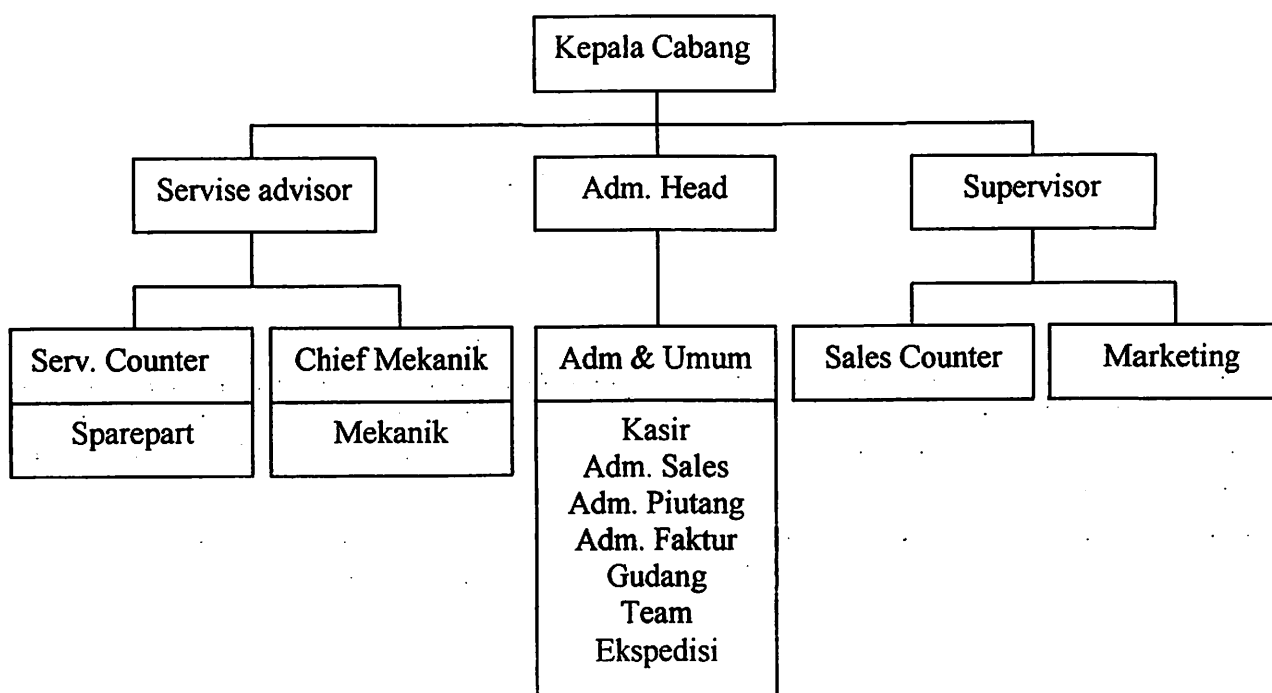 Kepala Cabang
Servise advisor
Adm. Head
Supervisor
Serv. Counter
Sparepart
Chief Mekanik
Mekanik
Adm & Umum
Kasir
Adm. Sales
Adm. Piutang
Adm. Faktur
Gudang
Team
Ekspedisi
Sales Counter
Marketing